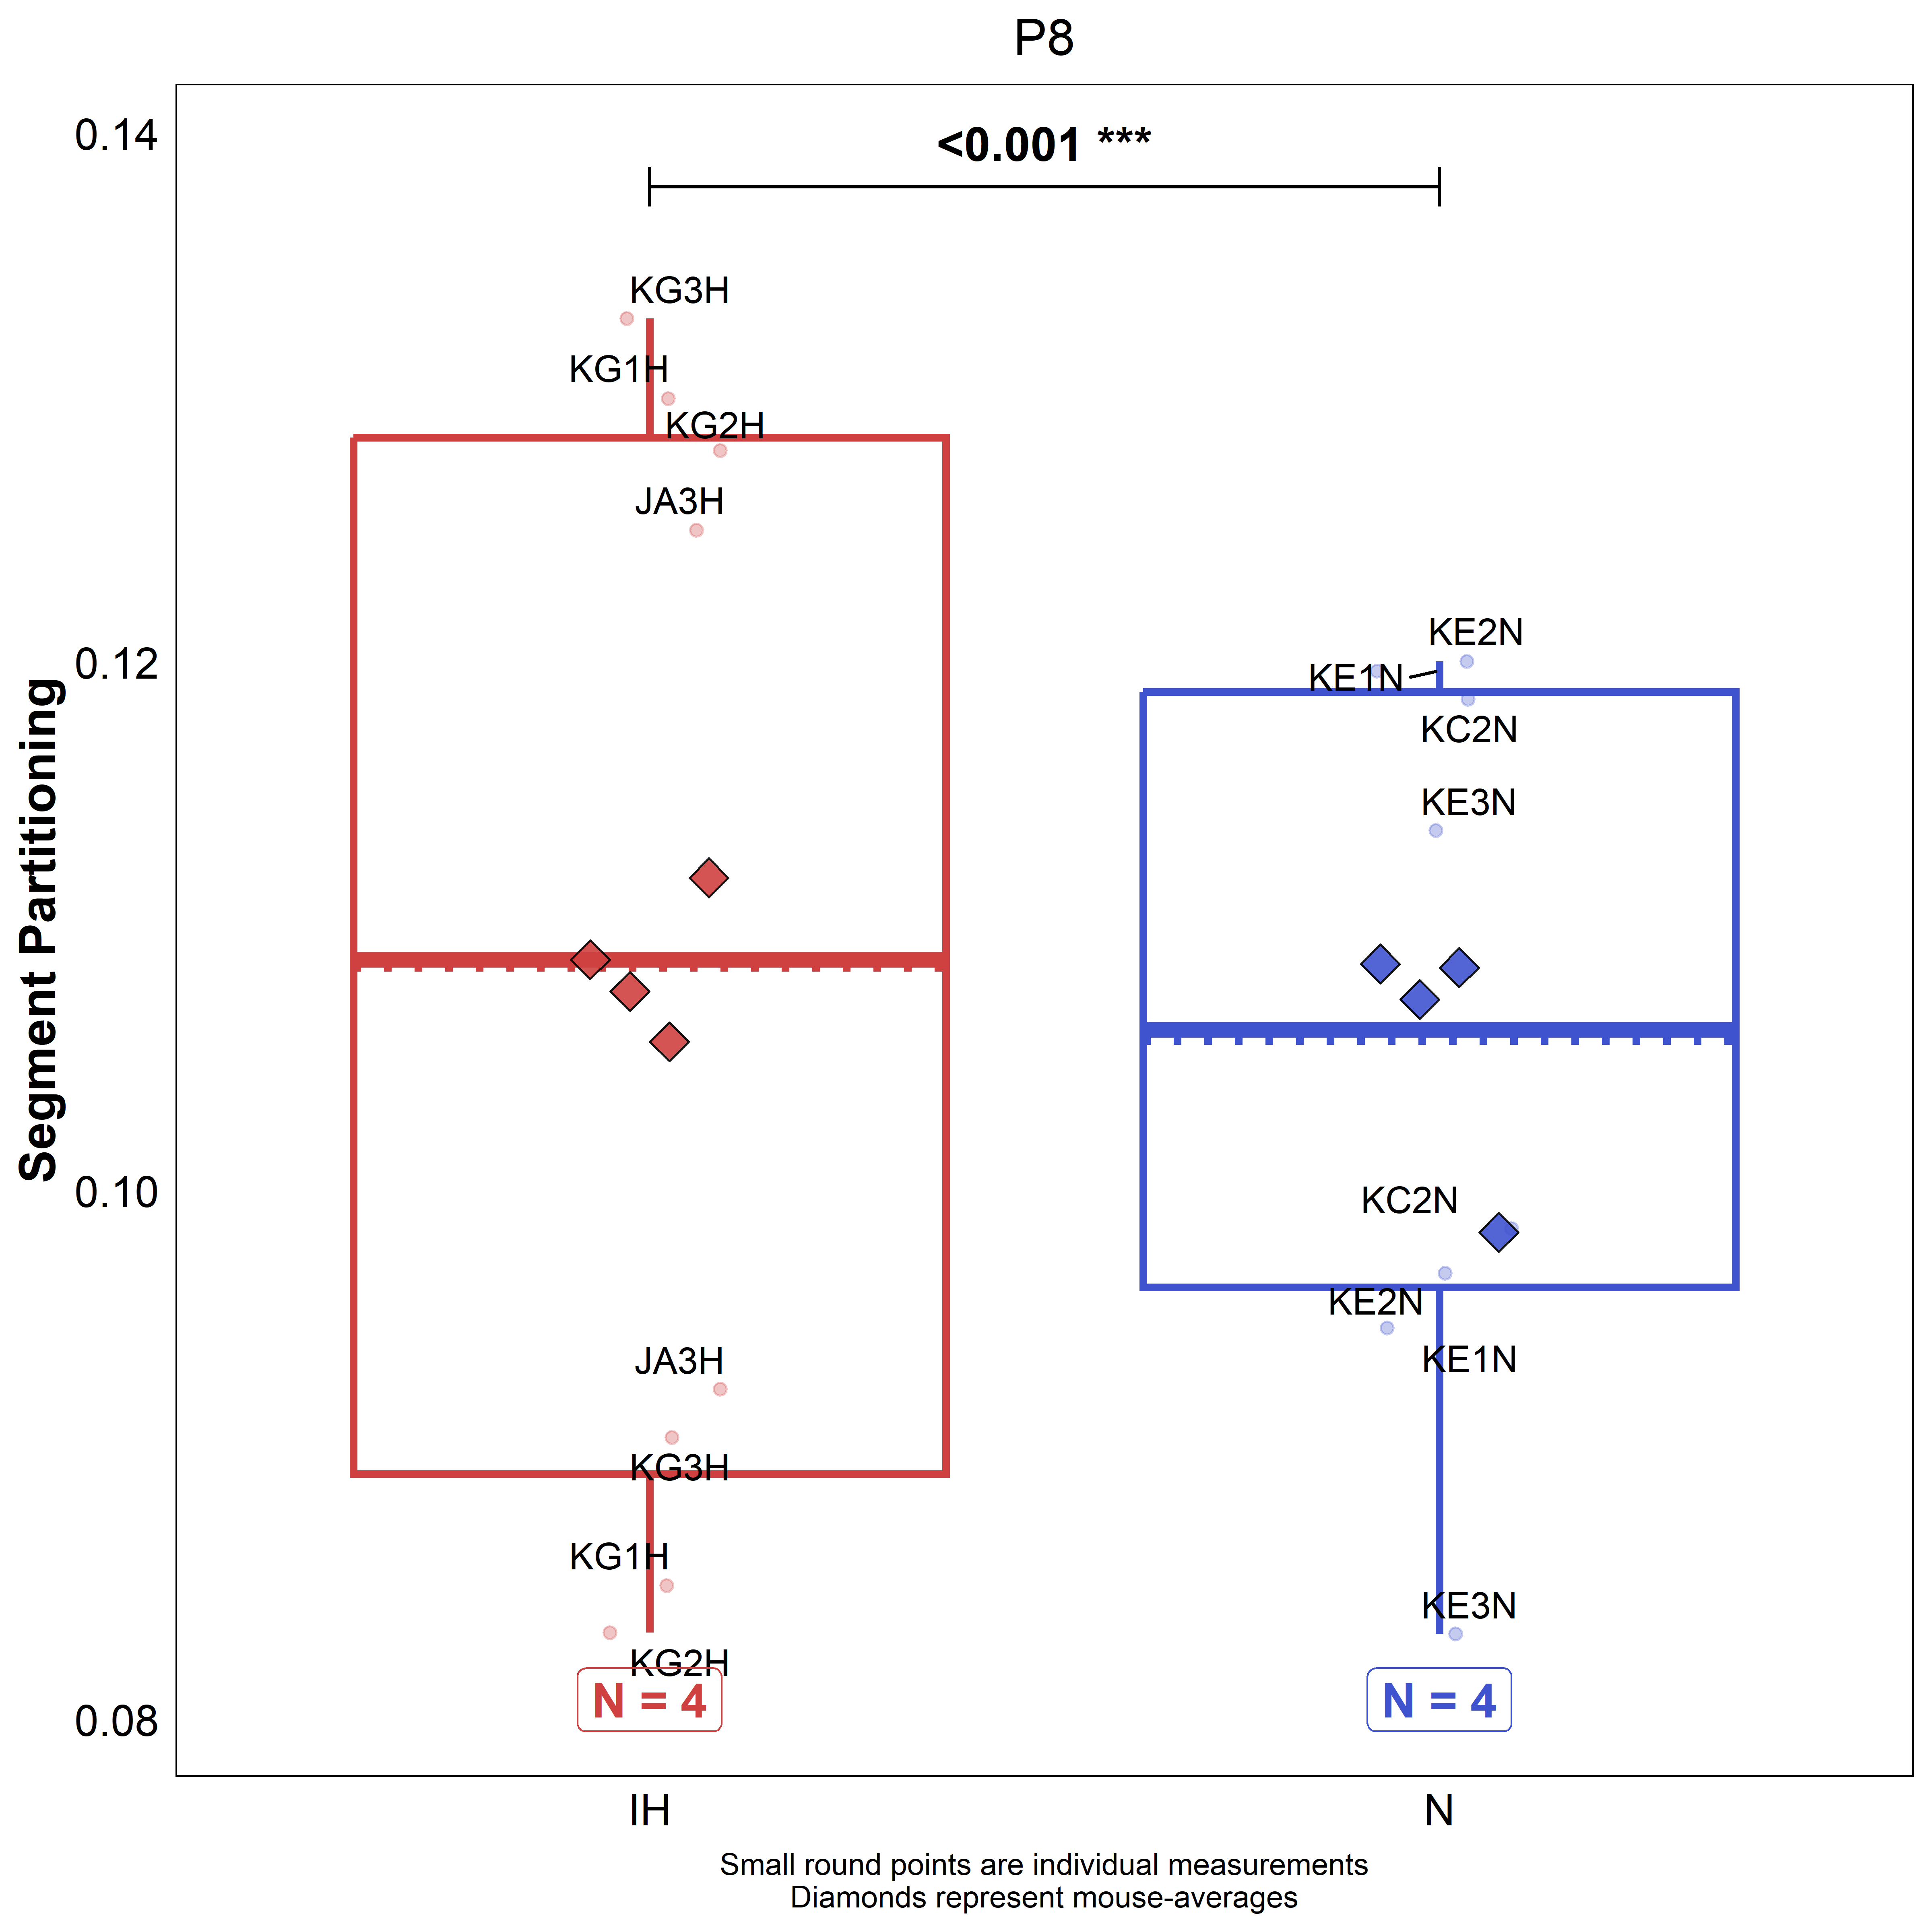 P8
0.14
<0.001 ***
KG3H
KG1H
KG2H
JA3H
0.12
KE2N
KE1N
KC2N
KE3N
Segment Partitioning
0.10
KC2N
KE2N
KE1N
JA3H
KG3H
KG1H
KE3N
KG2H
N = 4
N = 4
0.08
IH
N
Small round points are individual measurements
Diamonds represent mouse-averages